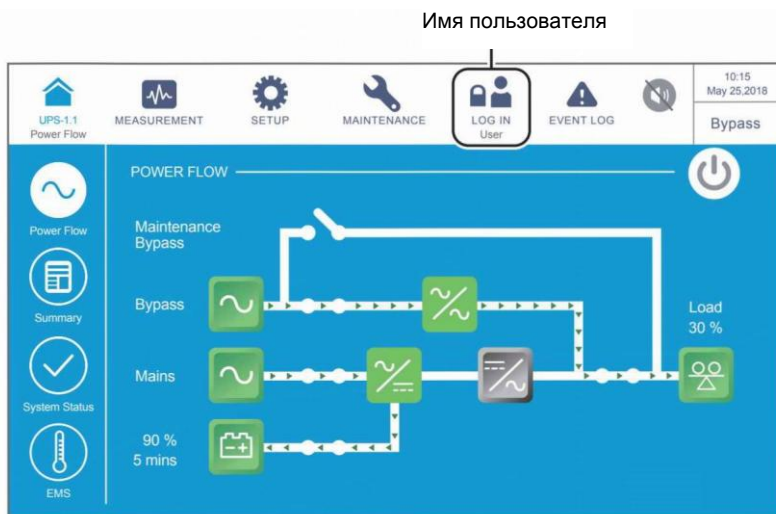 Имя пользователя
UPS-1.1
Power Flow
MEASUREMENT
SETUP
MAINTENANCE
LOG IN
User
EVENT LOG
10:15
May 25,2018
Bypass
POWER FLOW
Power Flow
Summary
System Status
EMS
Maintenance
Bypass
Bypass
Mains
90 %
5 mins
Load
30 %